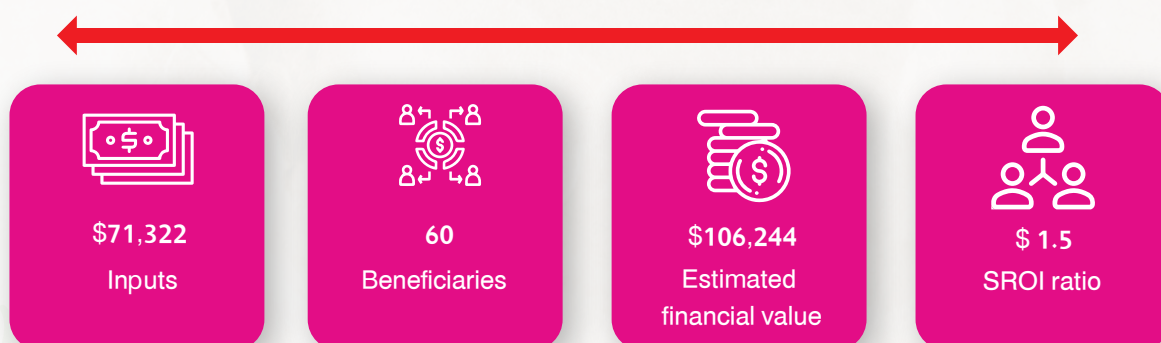 $71,322
Inputs
60
Beneficiaries
$106,244
Estimated
financial value
$ 1.5
SROI ratio